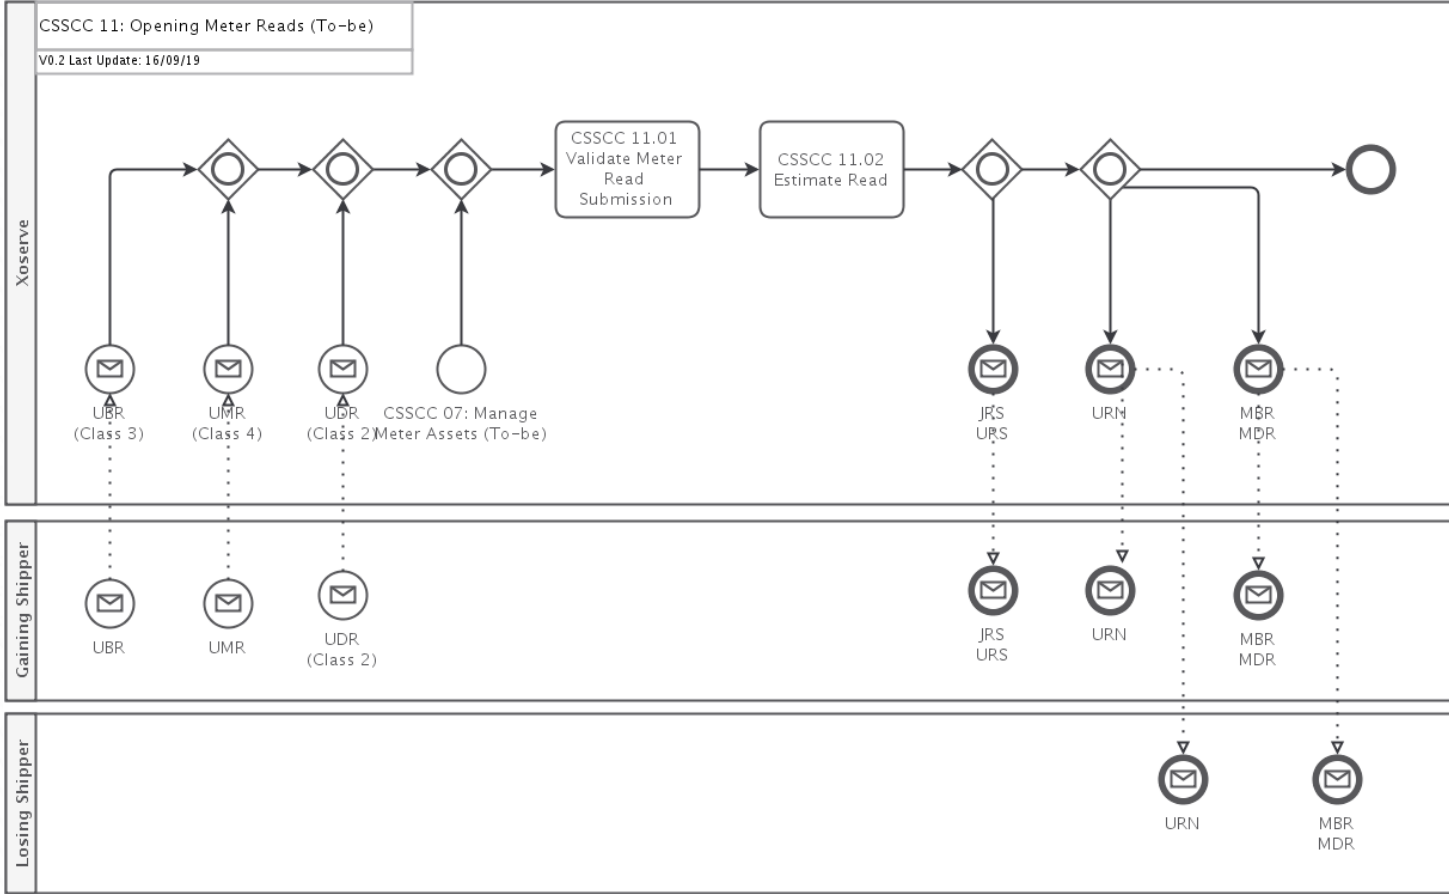 CSSCC 11: Opening Meter Reads (To-be)
V0.2 Last Update: 16/09/19
Xoserve
CSSCC 11.01
Validate Meter
Read
Submission
CSSCC 11.02
Estimate Read
UBR
(Class 3)
UMR
(Class 4)
UDR
(Class 2)
CSSCC 07: Manage
Meter Assets (To-be)
JRS
URS
URN
MBR
MDR
Gaining Shipper
UBR
UMR
UDR
(Class 2)
JRS
URS
URN
MBR
MDR
Losing Shipper
URN
MBR
MDR